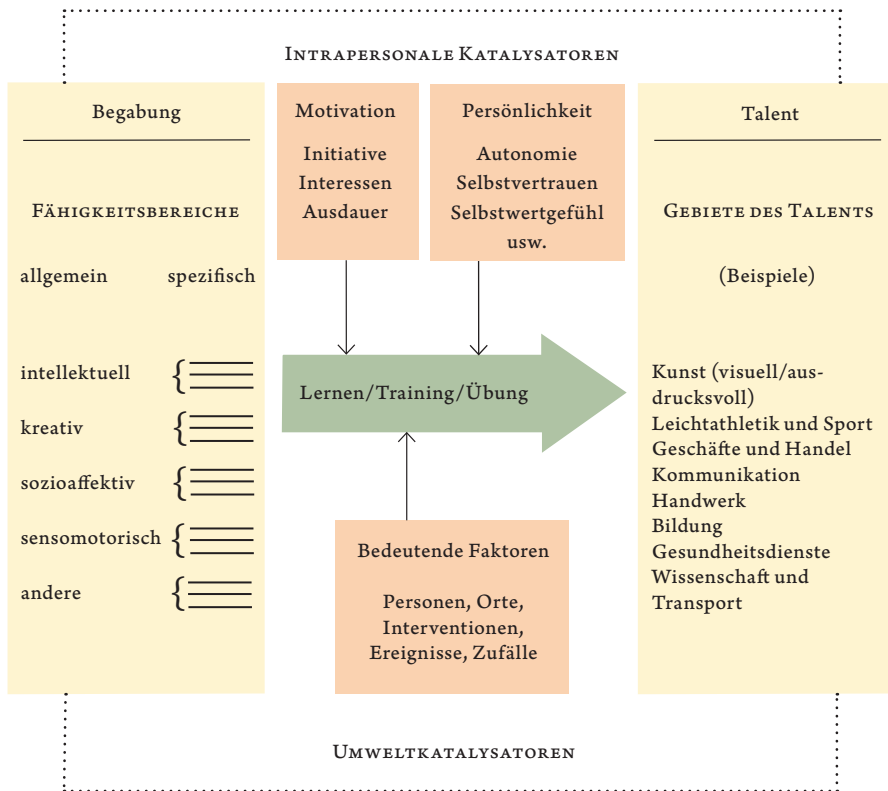 Intrapersonale Katalysatoren
Begabung
Fähigkeitsbereiche
allgemein spezifisch
intellektuell
kreativ
sozioaffektiv
sensomotorisch
andere
Motivation
Initiative
Interessen
Ausdauer
Persönlichkeit
Autonomie
Selbstvertrauen
Selbstwertgefühl
usw.
Lernen/Training/Übung
Bedeutende Faktoren
Personen, Orte,
Interventionen,
Ereignisse, Zufälle
Talent
Gebiete des Talents
(Beispiele)
Kunst (visuell/aus-
drucksvoll)
Leichtathletik und Sport
Geschäfte und Handel
Kommunikation
Handwerk
Bildung
Gesundheitsdienste
Wissenschaft und
Transport
Umweltkatalysatoren